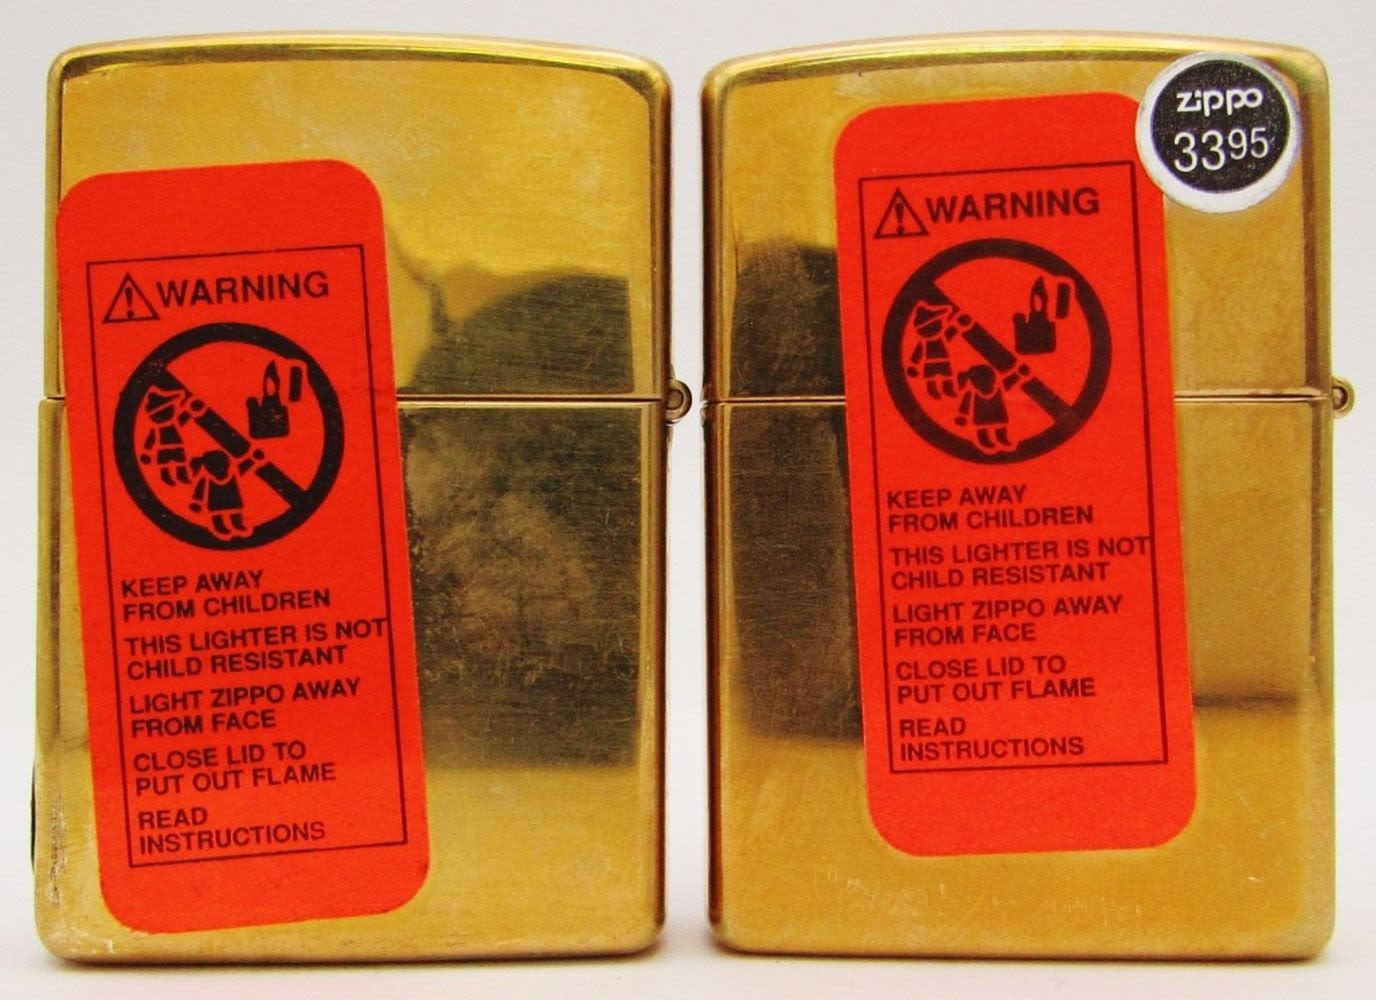 WARNING
KEEP AWAY
FROM CHILDREN
THIS LIGHTER IS NOT
CHILD RESISTANT
LIGHT ZIPPO AWAY
FROM FACE
CLOSE LID TO
PUT OUT FLAME
READ
INSTRUCTIONS
zippo
3395
WARNING
KEEP AWAY
FROM CHILDREN
THIS LIGHTER IS NOT
CHILD RESISTANT
LIGHT ZIPPO AWAY
FROM FACE
CLOSE LID TO
PUT OUT FLAME
READ
INSTRUCTIONS